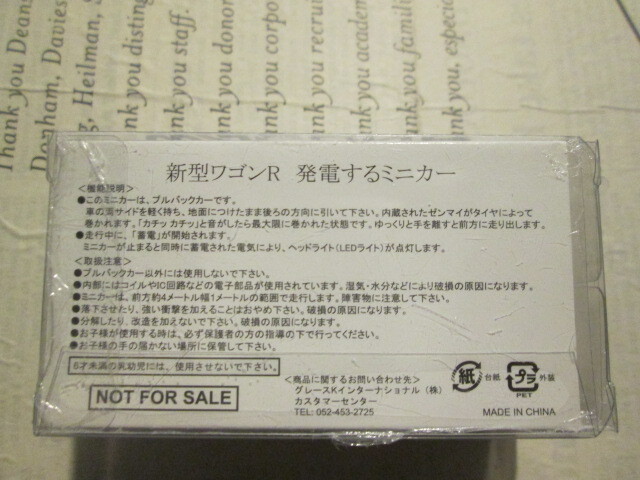 Thank you Deans
Donham, Davies
Heilman, S
Thank you disting
you staff.
you donor
you recrui
you academ
you family
you, especia
新型ワゴンR 発電するミニカー
<機能説明>
●このミニカーは、プルバックカーです。
車の両サイドを軽く持ち、地面につけたまま後ろの方向に引いて下さい。内蔵されたゼンマイがタイヤによって
巻かれます。「カチッ カチッ」と音がしたら最大限に巻かれた状態です。ゆっくりと手を離すと前方に走り出します。
●走行中に、「蓄電」が開始されます。
ミニカーが止まると同時に蓄電された電気により、ヘッドライト(LEDライト)が点灯します。
<取扱注意>
●プルバックカー以外には使用しないで下さい。
●内部にはコイルやIC回路などの電子部品が使用されています。湿気・水分などにより破損の原因になります。
●ミニカーは、前方約4メートル幅1メートルの範囲で走行します。障害物に注意して下さい。
●落下させたり、強い衝撃を加えることはおやめ下さい。破損の原因になります。
●分解したり、改造を加えないで下さい。破損の原因になります。
●お子様が使用する時は、必ず保護者の方の指導の下で行ってください。
●お子様の手の届かない場所に保管して下さい。
6才未満の乳幼児には、使用させないで下さい。
NOT FOR SALE
<商品に関するお問い合わせ先>
グレースKインターナショナル(株)
カスタマーセンター
TEL: 052-453-2725
紙 台紙
プラ 外装
PET
MADE IN CHINA